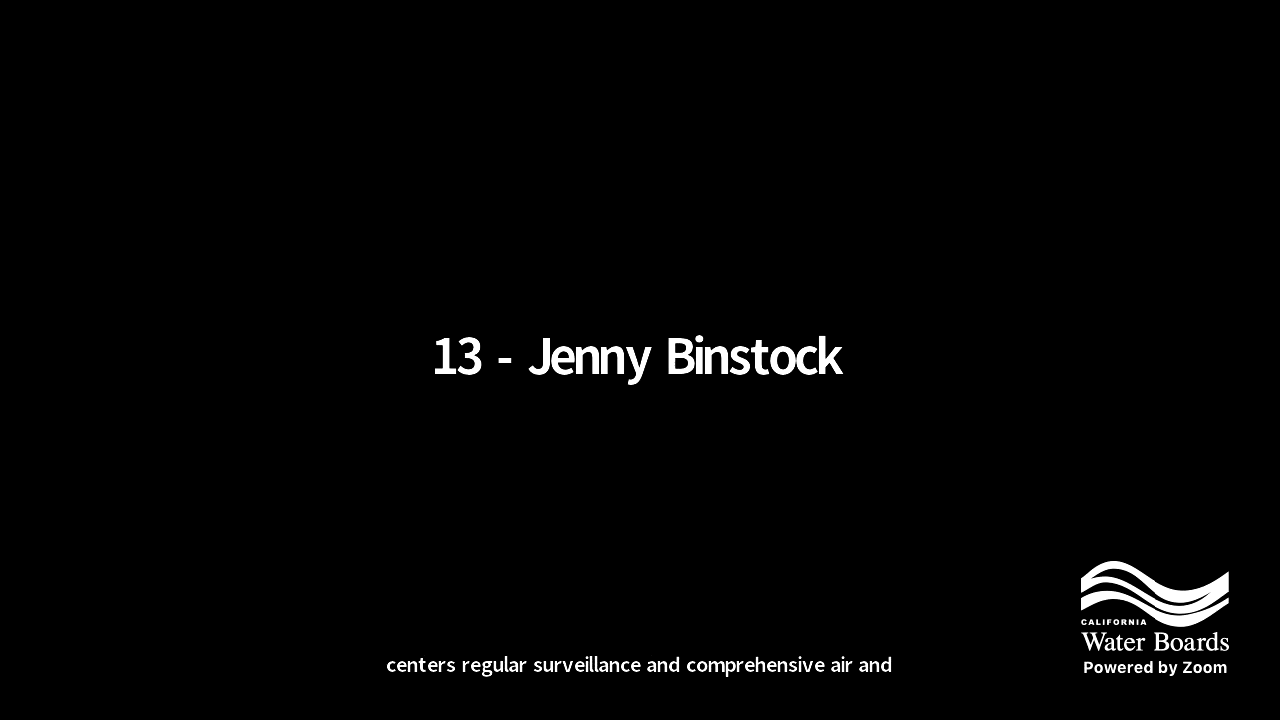 13 - Jenny Binstock
CALIFORNIA
Water Boards
centers regular surveillance and comprehensive air and
Powered by Zoom